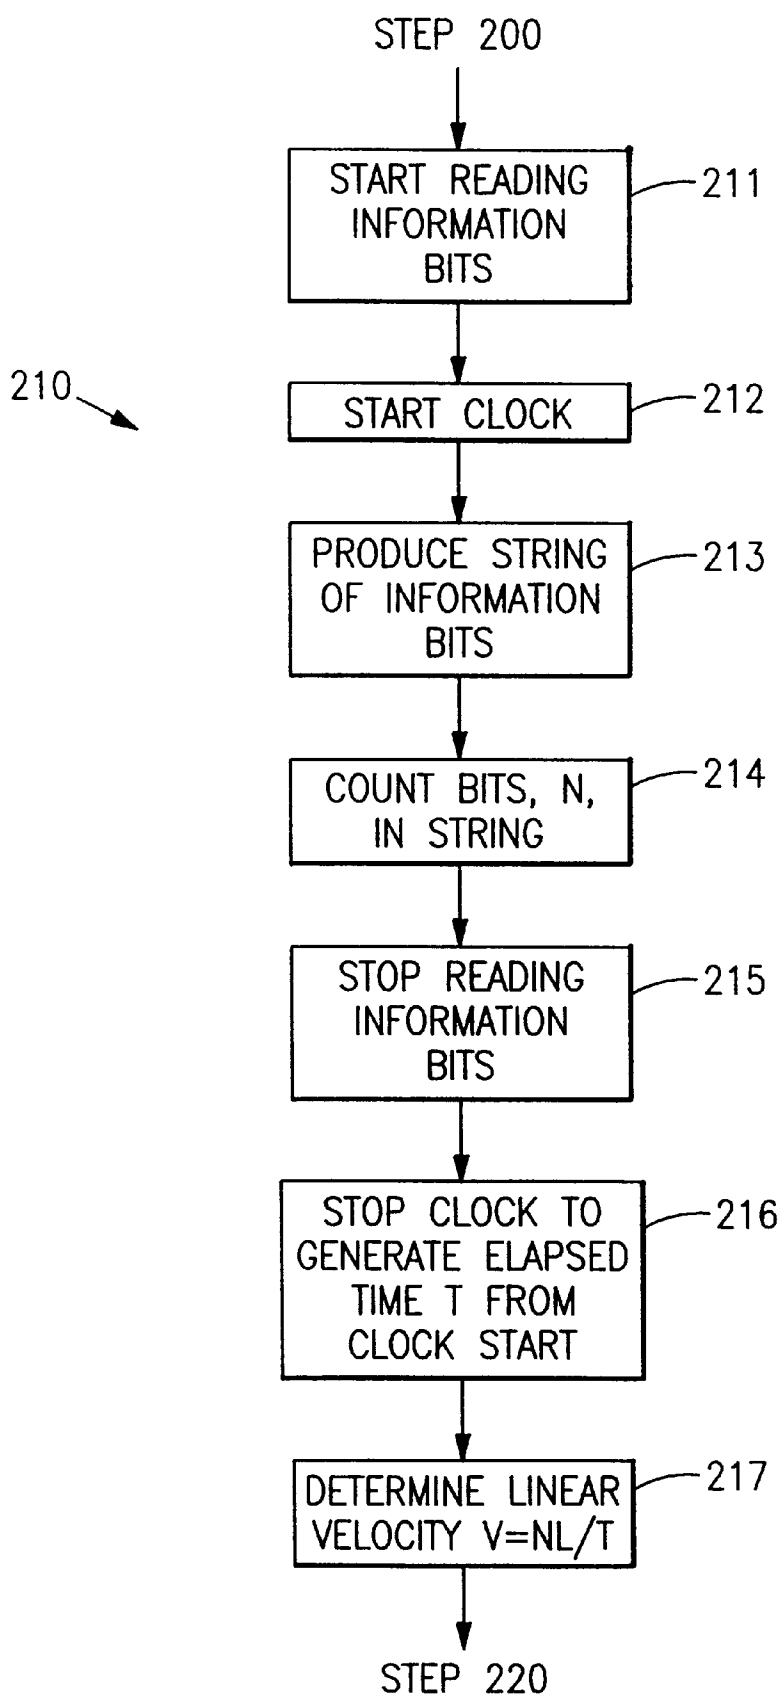 STEP 200
START READING
INFORMATION
BITS
211
210
START CLOCK
212
PRODUCE STRING
OF INFORMATION
BITS
213
COUNT BITS, N,
IN STRING
214
STOP READING
INFORMATION
BITS
215
STOP CLOCK TO
GENERATE ELAPSED
TIME T FROM
CLOCK START
216
DETERMINE LINEAR
VELOCITY V=NL/T
217
STEP 220